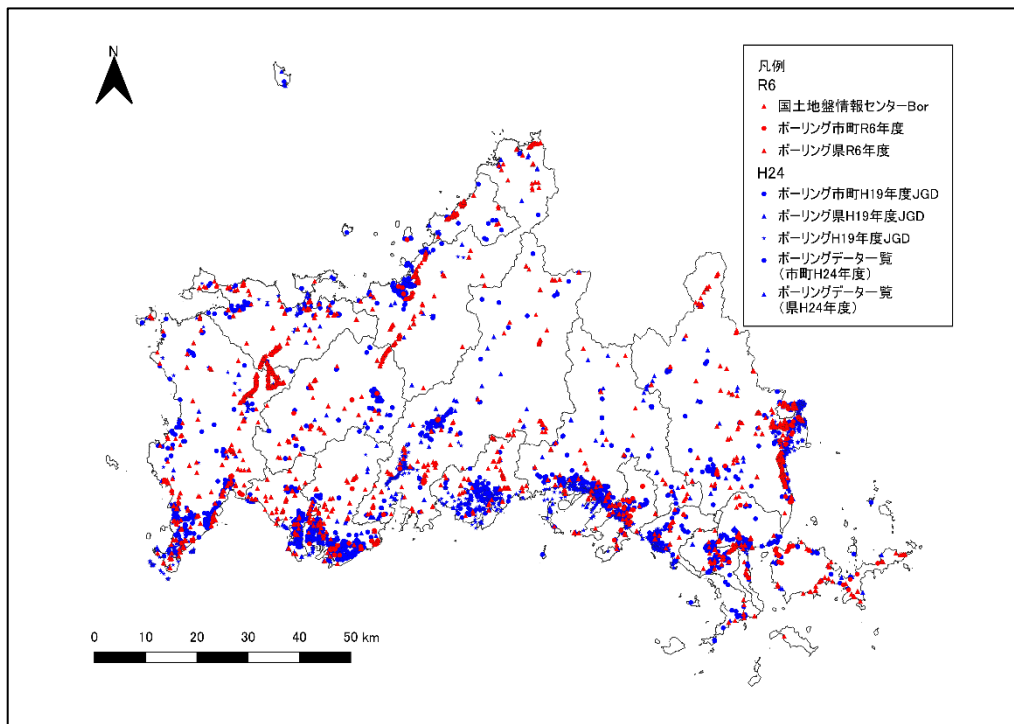 N
凡例
R6
国土地盤情報センターBor
ボーリング市町R6年度
ボーリング県R6年度
H24
ボーリング市町H19年度JGD
ボーリング県H19年度JGD
ボーリングH19年度JGD
ボーリングデータ一覧
（市町H24年度）
ボーリングデータ一覧
（県H24年度）
0 10 20 30 40 50 km